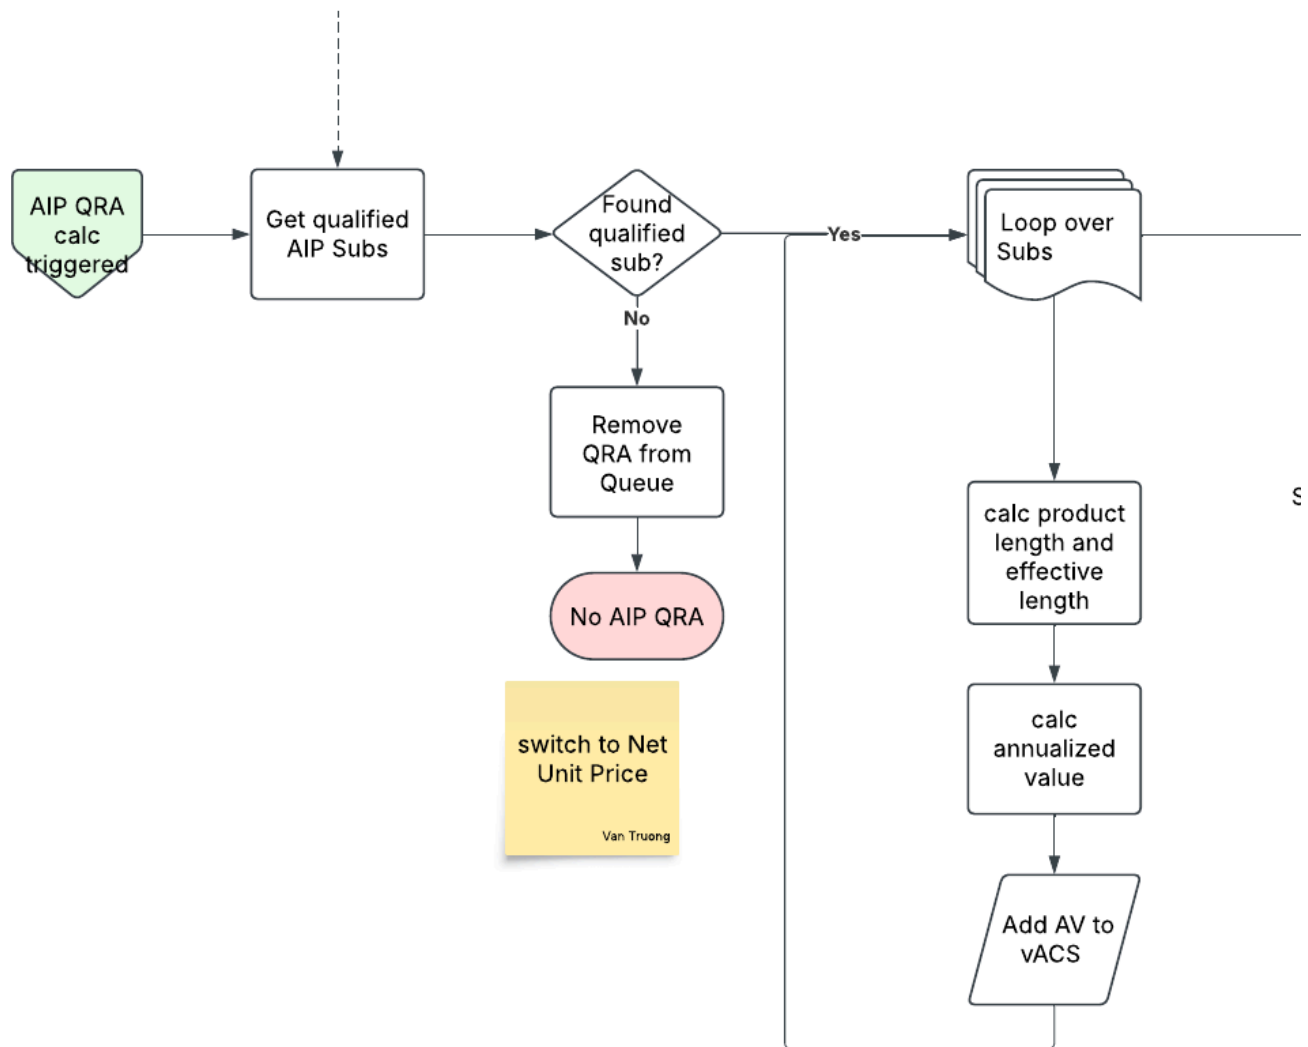 AIP QRA
calc
triggered
Get qualified
AIP Subs
Found
qualified
sub?
Yes
Loop over
Subs
No
Remove
QRA from
Queue
No AIP QRA
switch to Net
Unit Price
Van Truong
calc product
length and
effective
length
S
calc
annualized
value
Add AV to
vACS